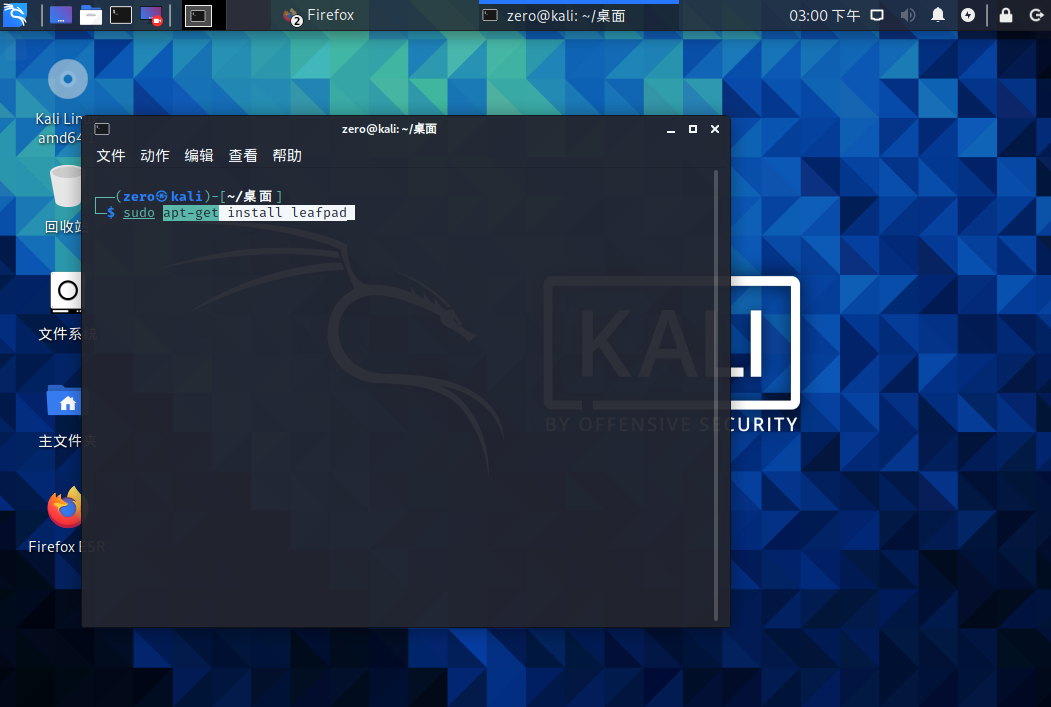 2 Firefox
zero@kali: ~/桌面
03:00 下午
Kali Lin
amd64
回收站
文件系统
主文件夹
Firefox ESR
zero@kali: ~/桌面
文件 动作 编辑 查看 帮助
┌──(zero㉿kali)-[~/桌面]
└─$ sudo apt-get install leafpad
KALI
BY OFFENSIVE SECURITY